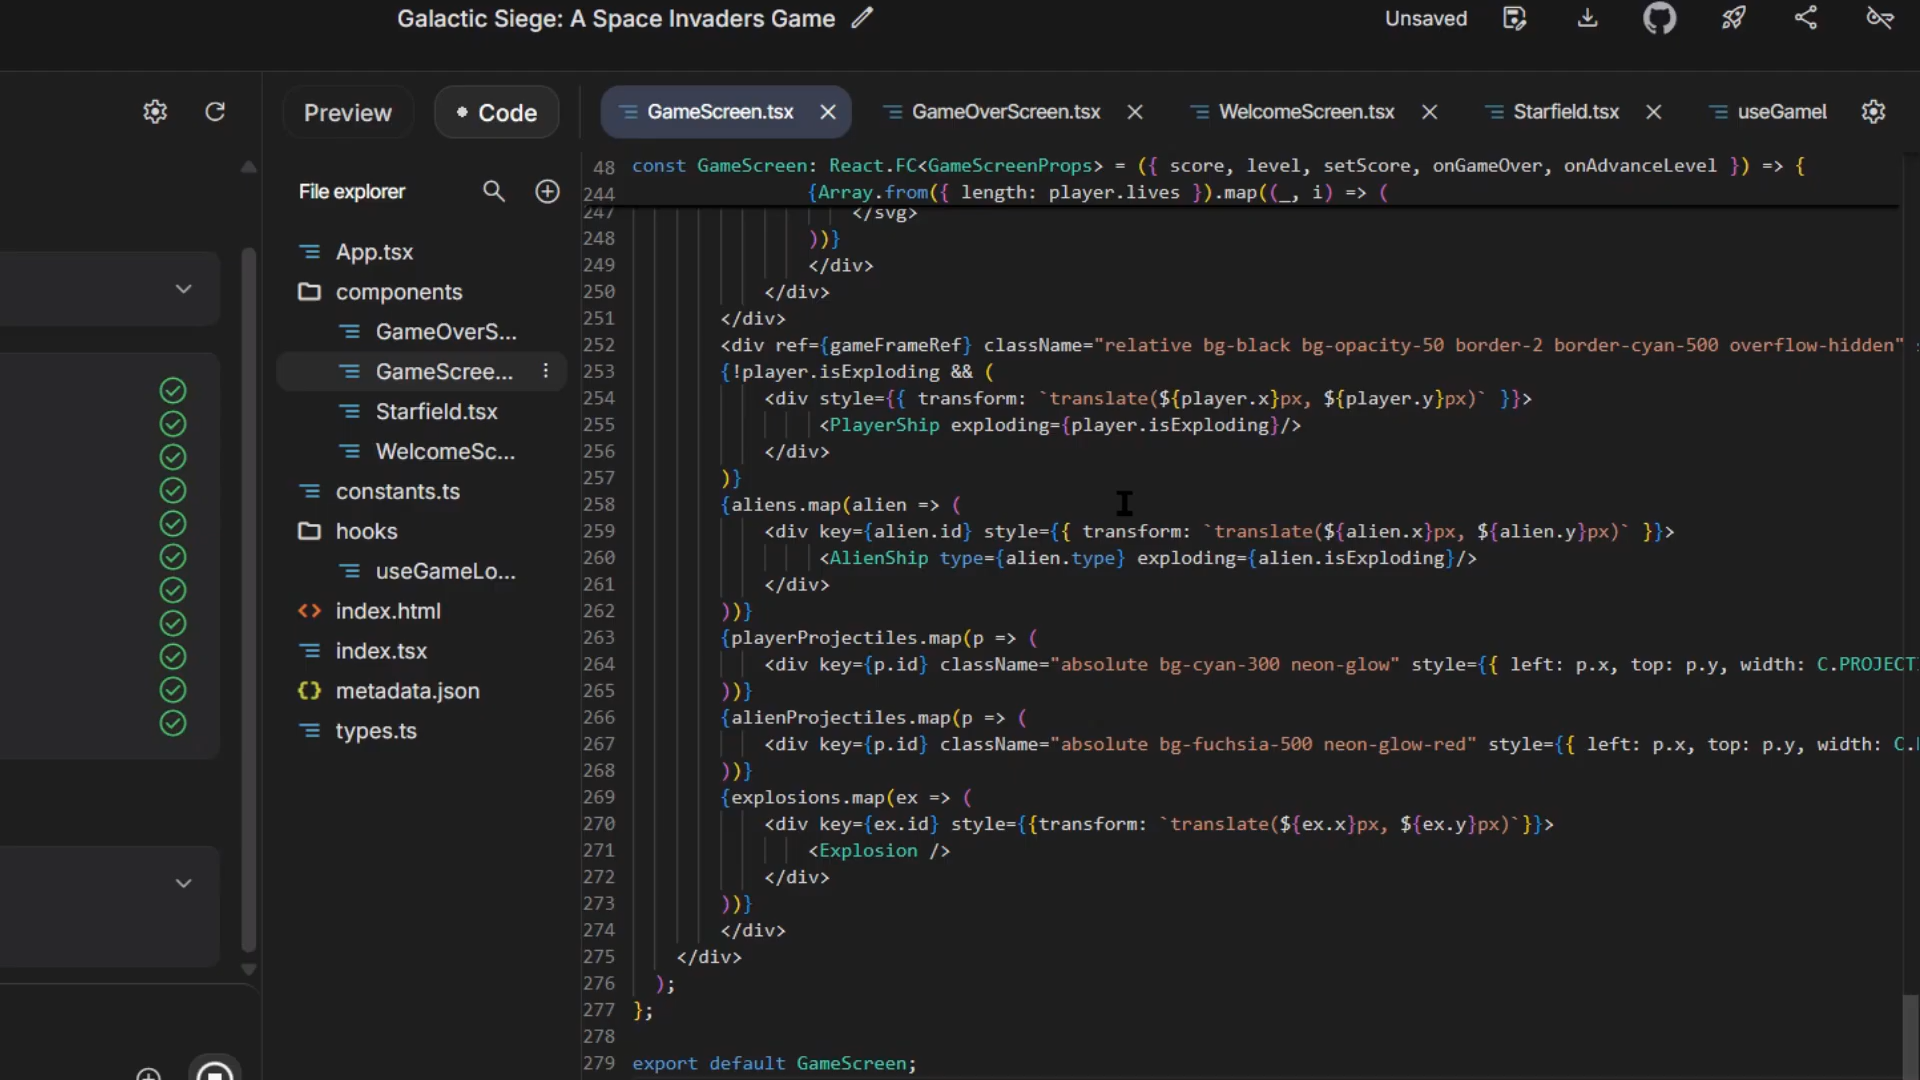 Galactic Siege: A Space Invaders Game
Unsaved
Preview
Code
GameScreen.tsx
GameOverScreen.tsx
WelcomeScreen.tsx
Starfield.tsx
useGamel
File explorer
App.tsx
components
GameOverS...
GameScree...
Starfield.tsx
WelcomeSc...
constants.ts
hooks
useGameLo...
index.html
index.tsx
metadata.json
types.ts
48 const GameScreen: React.FC<GameScreenProps> = ({ score, level, setScore, onGameOver, onAdvanceLevel }) => {
244 {Array.from({ length: player.lives }).map((_, i) => (
247 </svg>
248 ))}
249 </div>
250 </div>
251 </div>
252 <div ref={gameFrameRef} className="relative bg-black bg-opacity-50 border-2 border-cyan-500 overflow-hidden"
253 {!player.isExploding && (
254 <div style={{ transform: `translate(${player.x}px, ${player.y}px)` }}>
255 <PlayerShip exploding={player.isExploding}/>
256 </div>
257 )}
258 {aliens.map(alien => (
259 <div key={alien.id} style={{ transform: `translate(${alien.x}px, ${alien.y}px)` }}>
260 <AlienShip type={alien.type} exploding={alien.isExploding}/>
261 </div>
262 ))}
263 {playerProjectiles.map(p => (
264 <div key={p.id} className="absolute bg-cyan-300 neon-glow" style={{ left: p.x, top: p.y, width: C.PROJECT
265 ))}
266 {alienProjectiles.map(p => (
267 <div key={p.id} className="absolute bg-fuchsia-500 neon-glow-red" style={{ left: p.x, top: p.y, width: C.
268 ))}
269 {explosions.map(ex => (
270 <div key={ex.id} style={{transform: `translate(${ex.x}px, ${ex.y}px)`}}>
271 <Explosion />
272 </div>
273 ))}
274 </div>
275 </div>
276 );
277 };
278
279 export default GameScreen;